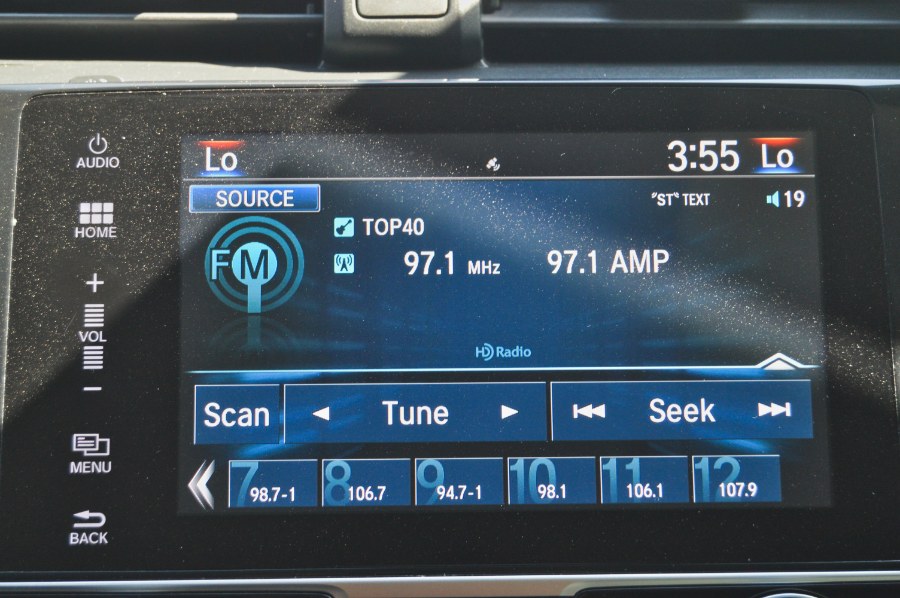 AUDIO
HOME
+
VOL
−
MENU
BACK
Lo 3:55 Lo
SOURCE "ST" TEXT 19
FM TOP40
97.1 MHz 97.1 AMP
HD Radio
Scan Tune Seek
7 98.7-1 8 106.7 9 94.7-1 10 98.1 11 106.1 12 107.9